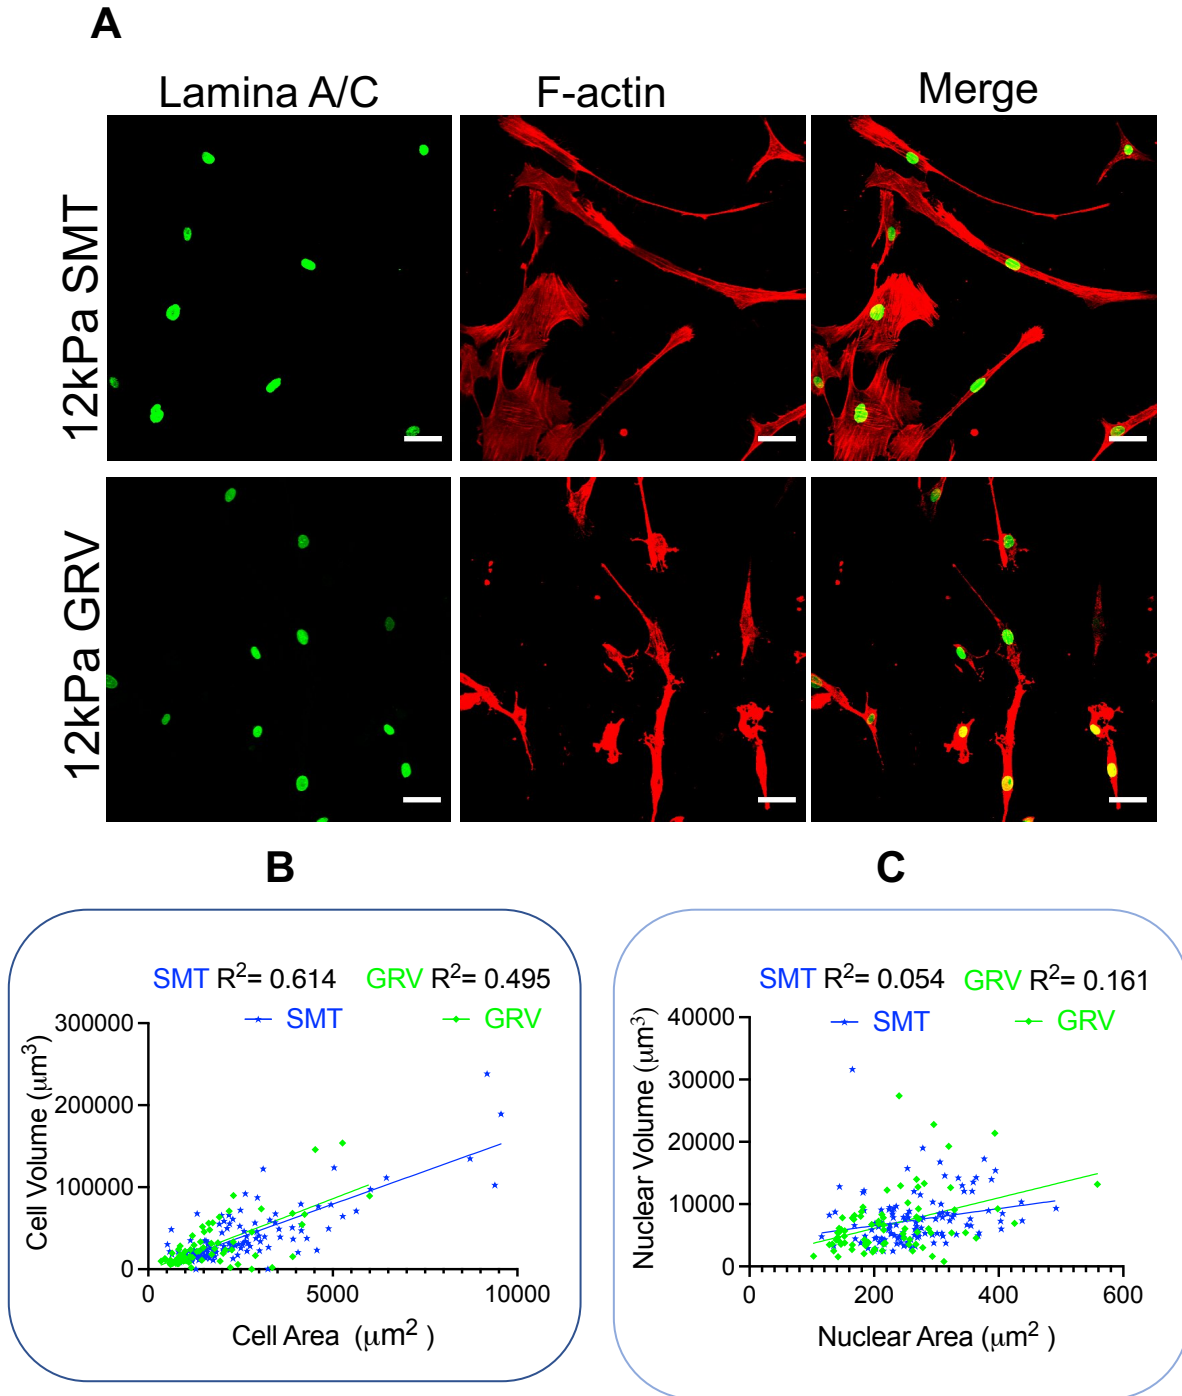 A
Lamina A/C F-actin Merge
12kPa SMT
12kPa GRV
B
SMT R²= 0.614 GRV R²= 0.495
SMT GRV
300000
200000
100000
0
Cell Volume (μm³)
0 5000 10000
Cell Area (μm²)
C
SMT R²= 0.054 GRV R²= 0.161
SMT GRV
40000
30000
20000
10000
0
Nuclear Volume (μm³)
0 200 400 600
Nuclear Area (μm²)